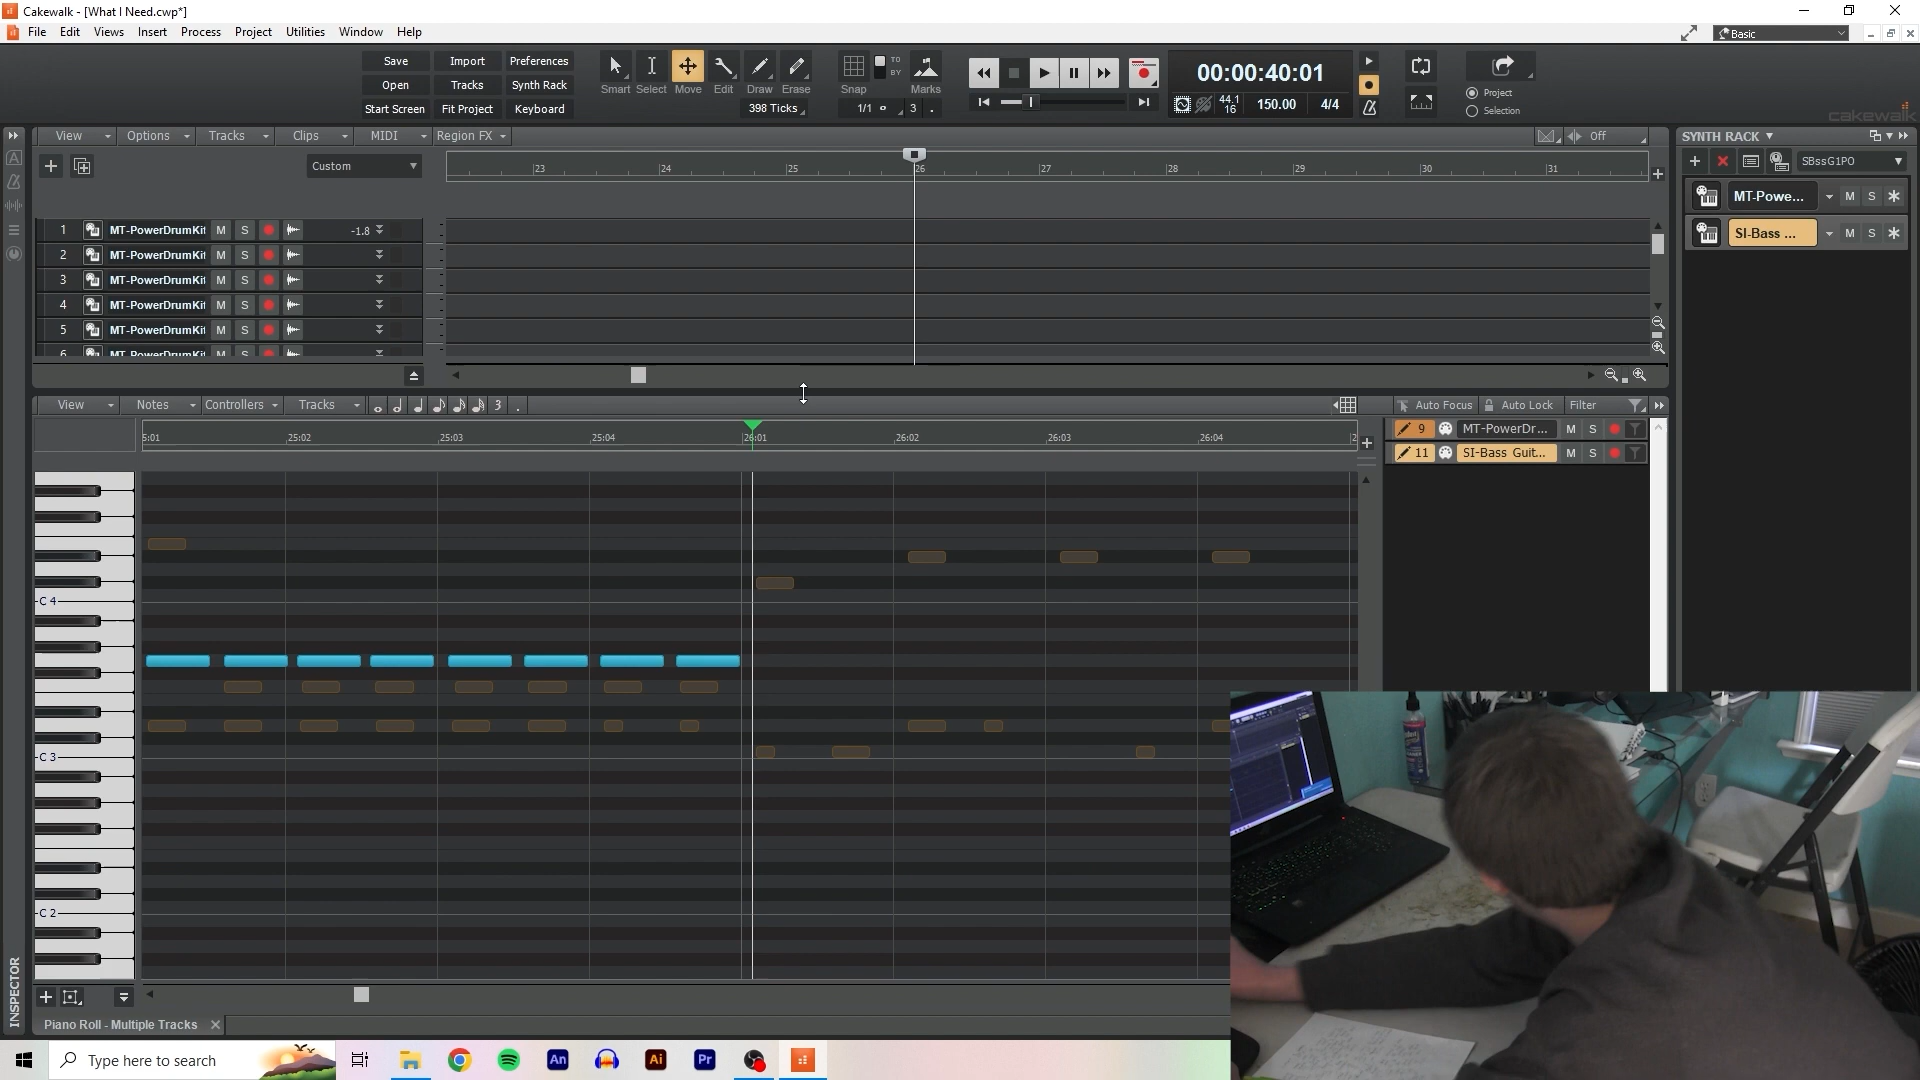 Cakewalk - [What I Need.cwp*]
File Edit Views Insert Process Project Utilities Window Help
Basic
Save Import Preferences
Open Tracks Synth Rack
Start Screen Fit Project Keyboard
Smart Select Move Edit Draw Erase
398 Ticks
Snap
TO
BY
Marks
1/1 3 .
00:00:40:01
44.1
16
150.00 4/4
Project
Selection
cakewalk
View Options Tracks Clips MIDI Region FX
Off
SYNTH RACK
Custom
23 24 25 26 27 28 29 30 31
SBssG1PO
MT-Powe... M S
SI-Bass ... M S
1 MT-PowerDrumKit M S -1.8
2 MT-PowerDrumKit M S
3 MT-PowerDrumKit M S
4 MT-PowerDrumKit M S
5 MT-PowerDrumKit M S
6 MT-PowerDrumKit M S
View Notes Controllers Tracks 3 .
Auto Focus Auto Lock Filter
5:01 25:02 25:03 25:04 26:01 26:02 26:03 26:04 2
9 MT-PowerDr... M S
11 SI-Bass Guit... M S
C 4
C 3
C 2
INSPECTOR
Piano Roll - Multiple Tracks
Type here to search
An
Ai
Pr